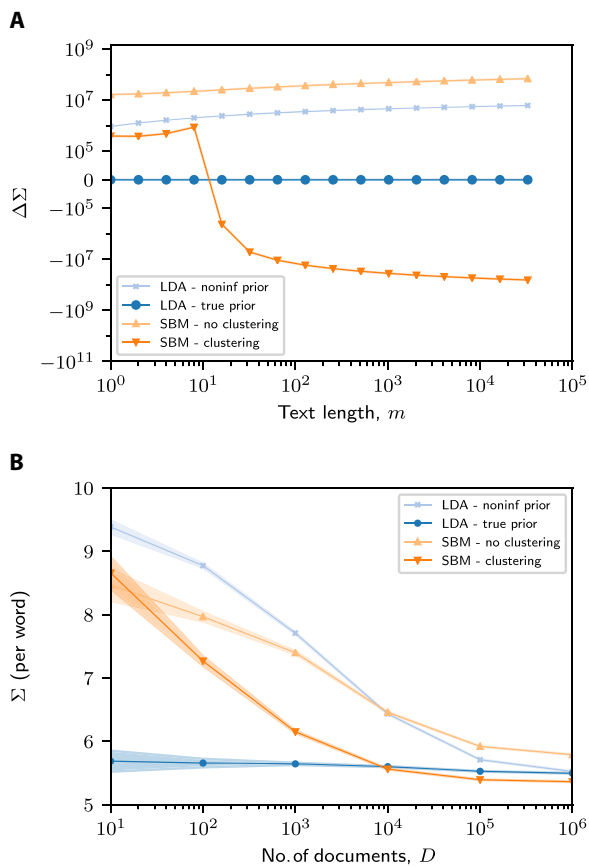 A
10^9
10^7
10^5
0
−10^5
−10^7
−10^9
−10^11
ΔΣ
LDA - noninf prior
LDA - true prior
SBM - no clustering
SBM - clustering
10^0 10^1 10^2 10^3 10^4 10^5
Text length, m
B
10
9
8
7
6
5
Σ (per word)
LDA - noninf prior
LDA - true prior
SBM - no clustering
SBM - clustering
10^1 10^2 10^3 10^4 10^5 10^6
No. of documents, D